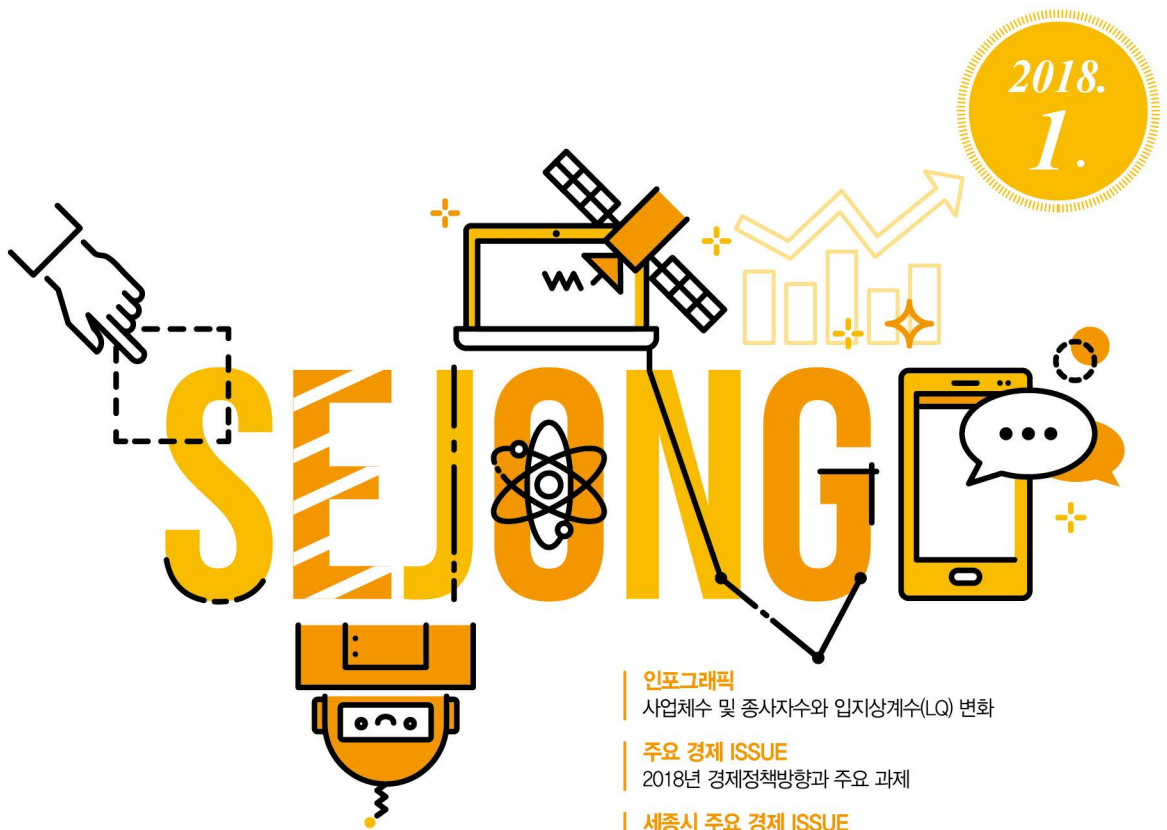 2018.
1.
SEJONG
인포그래픽
사업체수 및 종사자수와 입지상계수(LQ) 변화
주요 경제 ISSUE
2018년 경제정책방향과 주요 과제
세종시 주요 경제 ISSUE